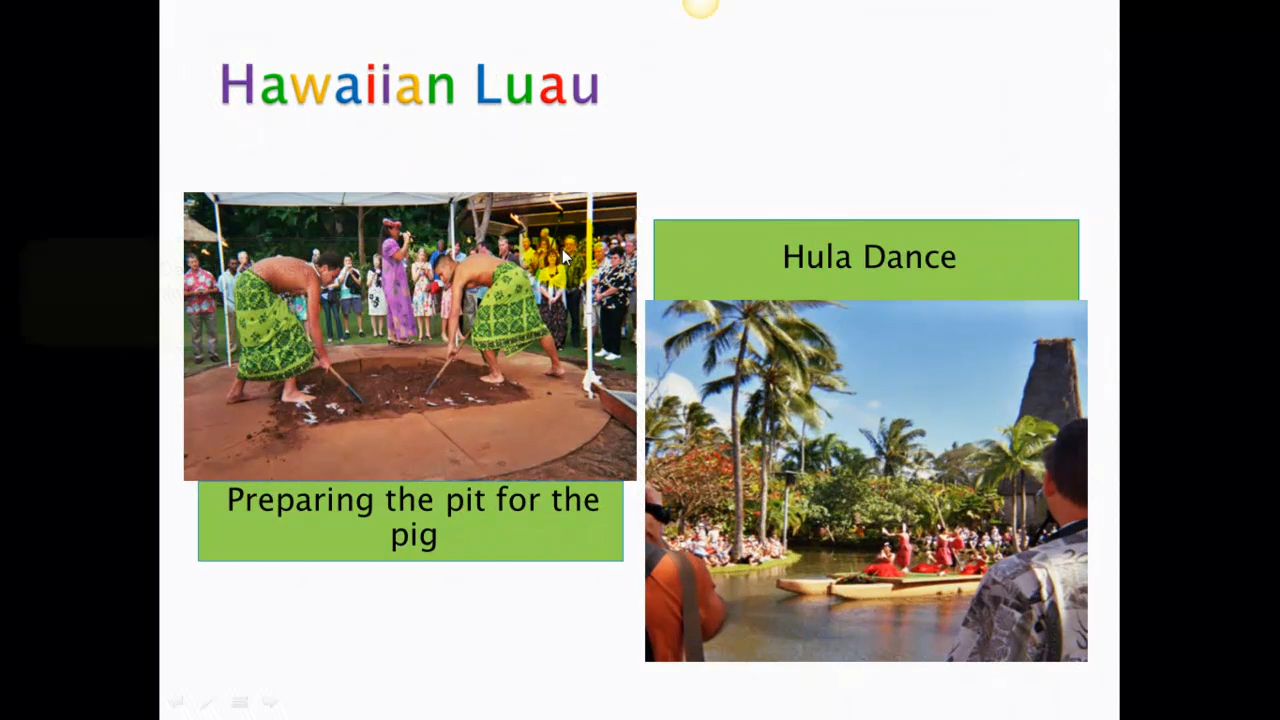 Hawaiian Luau
Hula Dance
Preparing the pit for the
pig